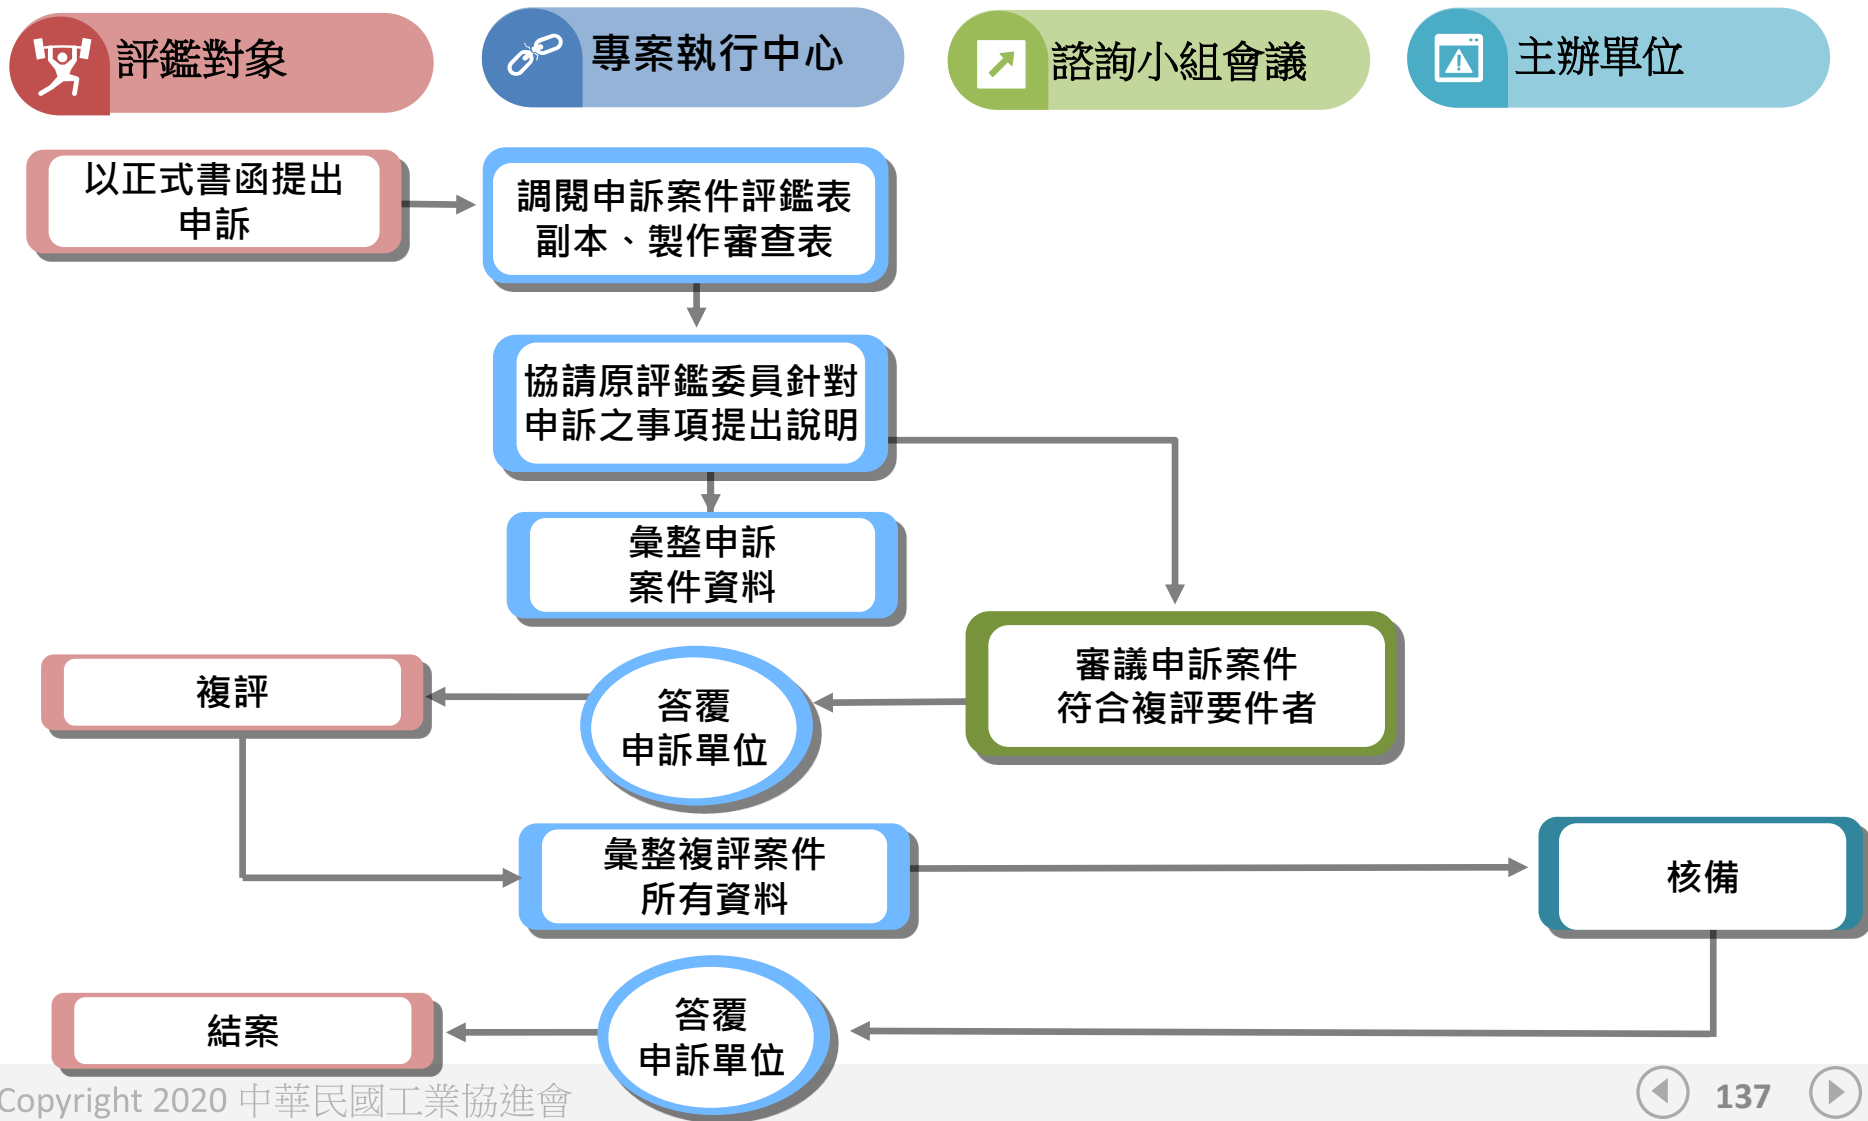 評鑑對象
專案執行中心
諮詢小組會議
主辦單位
以正式書函提出
申訴
調閱申訴案件評鑑表
副本、製作審查表
協請原評鑑委員針對
申訴之事項提出說明
彙整申訴
案件資料
審議申訴案件
符合複評要件者
答覆
申訴單位
複評
彙整複評案件
所有資料
核備
答覆
申訴單位
結案
Copyright 2020 中華民國工業協進會
137